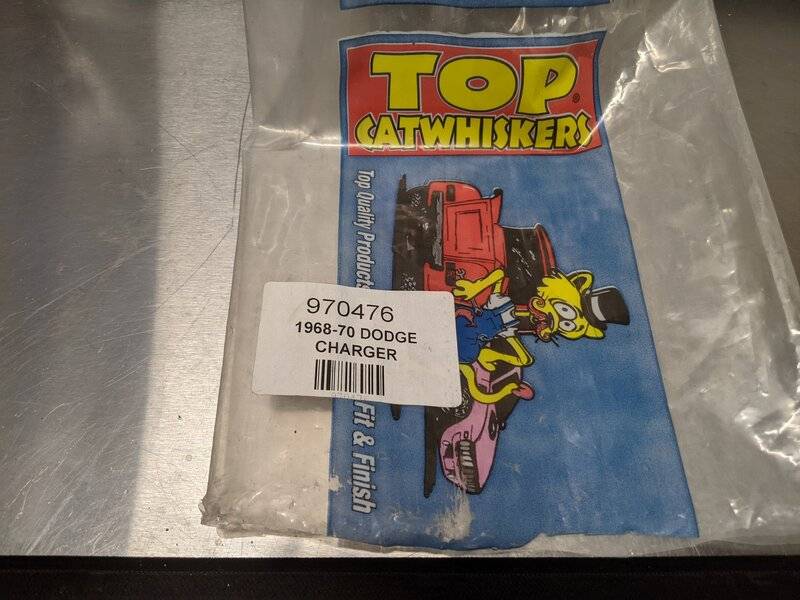 TOP®
CATWHISKERS
Top Quality Products
Fit & Finish
970476
1968-70 DODGE
CHARGER